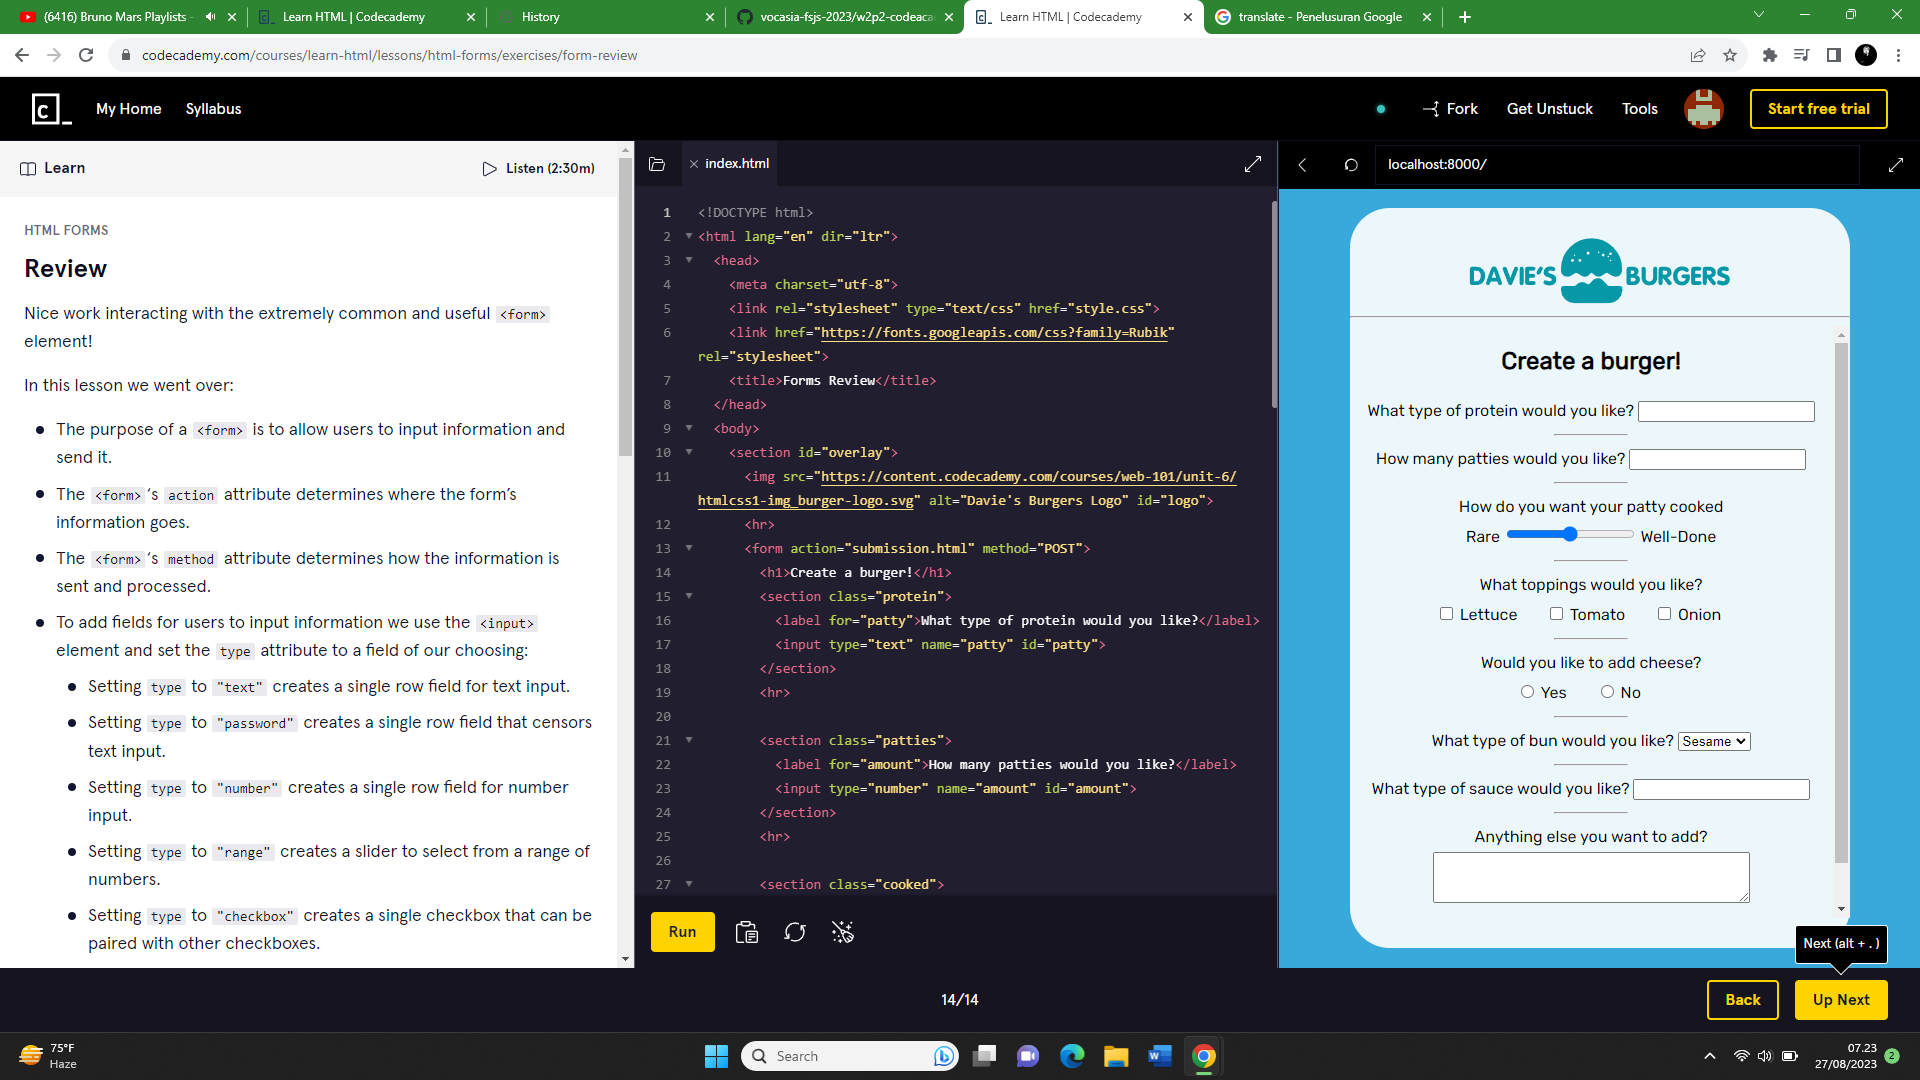 (6416) Bruno Mars Playlists -
Learn HTML | Codecademy
History
vocasia-fsjs-2023/w2p2-codeaca
Learn HTML | Codecademy
translate - Penelusuran Google
codecademy.com/courses/learn-html/lessons/html-forms/exercises/form-review
My Home
Syllabus
Fork
Get Unstuck
Tools
Start free trial
Learn
Listen (2:30m)
HTML FORMS
Review
Nice work interacting with the extremely common and useful <form>
element!
In this lesson we went over:
The purpose of a <form> is to allow users to input information and
send it.
The <form>'s action attribute determines where the form's
information goes.
The <form>'s method attribute determines how the information is
sent and processed.
To add fields for users to input information we use the <input>
element and set the type attribute to a field of our choosing:
Setting type to "text" creates a single row field for text input.
Setting type to "password" creates a single row field that censors
text input.
Setting type to "number" creates a single row field for number
input.
Setting type to "range" creates a slider to select from a range of
numbers.
Setting type to "checkbox" creates a single checkbox that can be
paired with other checkboxes.
index.html
1 <!DOCTYPE html>
2 <html lang="en" dir="ltr">
3 <head>
4 <meta charset="utf-8">
5 <link rel="stylesheet" type="text/css" href="style.css">
6 <link href="https://fonts.googleapis.com/css?family=Rubik"
rel="stylesheet">
7 <title>Forms Review</title>
8 </head>
9 <body>
10 <section id="overlay">
11 <img src="https://content.codecademy.com/courses/web-101/unit-6/
htmlcss1-img_burger-logo.svg" alt="Davie's Burgers Logo" id="logo">
12 <hr>
13 <form action="submission.html" method="POST">
14 <h1>Create a burger!</h1>
15 <section class="protein">
16 <label for="patty">What type of protein would you like?</label>
17 <input type="text" name="patty" id="patty">
18 </section>
19 <hr>
20
21 <section class="patties">
22 <label for="amount">How many patties would you like?</label>
23 <input type="number" name="amount" id="amount">
24 </section>
25 <hr>
26
27 <section class="cooked">
Run
localhost:8000/
DAVIE'S BURGERS
Create a burger!
What type of protein would you like?
How many patties would you like?
How do you want your patty cooked
Rare
Well-Done
What toppings would you like?
Lettuce
Tomato
Onion
Would you like to add cheese?
Yes
No
What type of bun would you like? Sesame
What type of sauce would you like?
Anything else you want to add?
Next (alt + . )
14/14
Back
Up Next
75°F
Haze
Search
07.23
27/08/2023
2